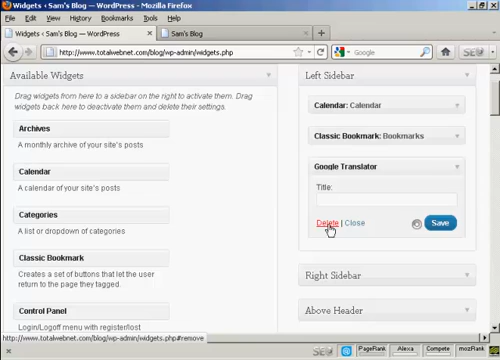 Widgets ‹ Sam's Blog — WordPress - Mozilla Firefox
File Edit View History Bookmarks Tools Help
Widgets ‹ Sam's Blog — WordPress
Sam's Blog
http://www.totalwebnet.com/blog/wp-admin/widgets.php
Google
Available Widgets
Drag widgets from here to a sidebar on the right to activate them. Drag
widgets back here to deactivate them and delete their settings.
Archives
A monthly archive of your site's posts
Calendar
A calendar of your site's posts
Categories
A list or dropdown of categories
Classic Bookmark
Creates a set of buttons that let the user
return to the page they tagged.
Control Panel
Login/Logoff menu with register/lost
Left Sidebar
Calendar: Calendar
Classic Bookmark: Bookmarks
Google Translator
Title:
Delete | Close
Save
Right Sidebar
Above Header
http://www.totalwebnet.com/blog/wp-admin/widgets.php#remove
SEO
PageRank
Alexa
Compete
mozRank